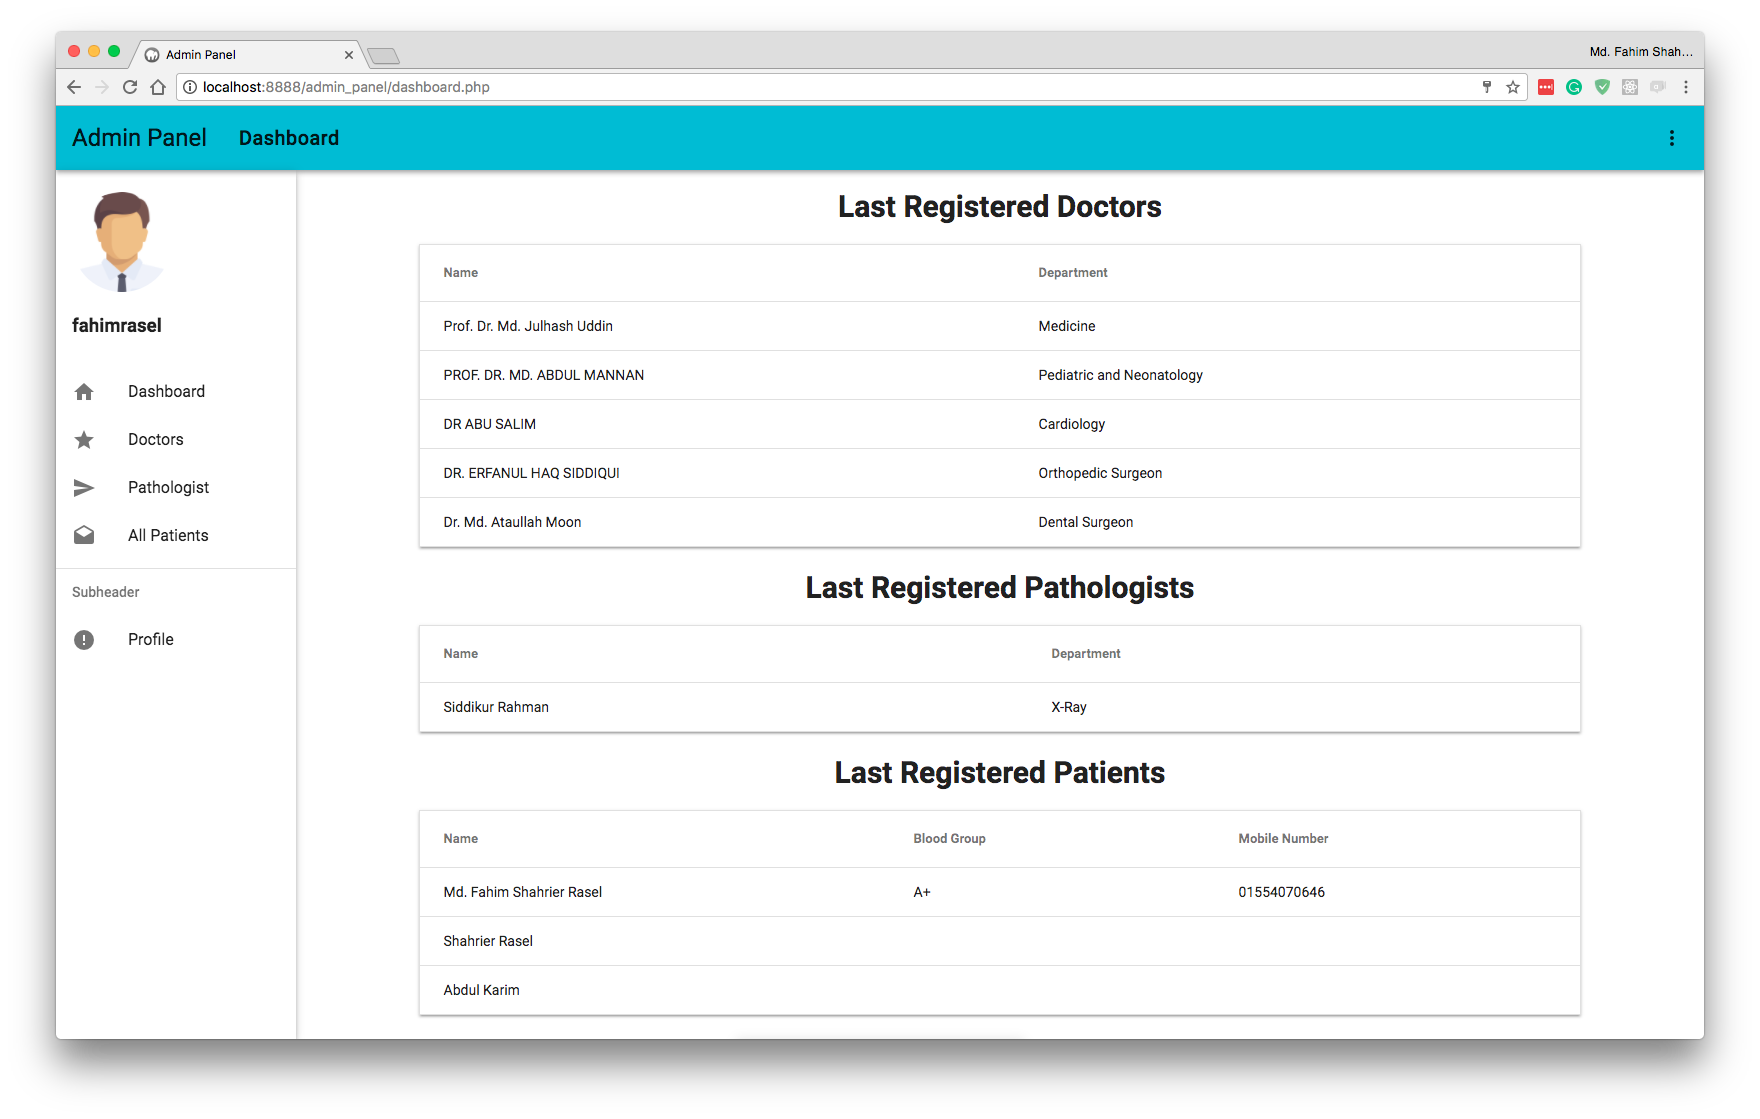 Admin Panel
Md. Fahim Shah...
localhost:8888/admin_panel/dashboard.php
Admin Panel Dashboard
fahimrasel
Dashboard
Doctors
Pathologist
All Patients
Subheader
Profile
Last Registered Doctors
Name Department
Prof. Dr. Md. Julhash Uddin Medicine
PROF. DR. MD. ABDUL MANNAN Pediatric and Neonatology
DR ABU SALIM Cardiology
DR. ERFANUL HAQ SIDDIQUI Orthopedic Surgeon
Dr. Md. Ataullah Moon Dental Surgeon
Last Registered Pathologists
Name Department
Siddikur Rahman X-Ray
Last Registered Patients
Name Blood Group Mobile Number
Md. Fahim Shahrier Rasel A+ 01554070646
Shahrier Rasel
Abdul Karim